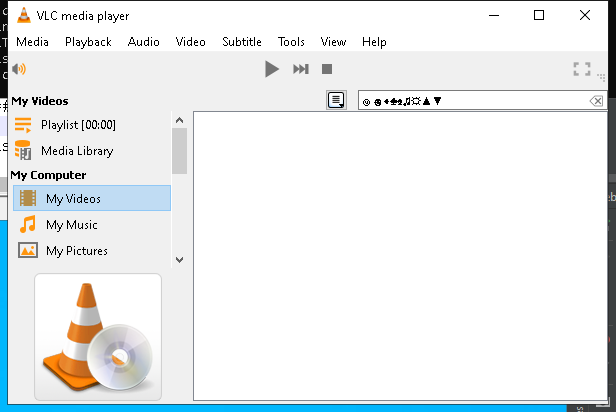 VLC media player
Media Playback Audio Video Subtitle Tools View Help
My Videos
☺☻♦♣♠♫☼▲▼
Playlist [00:00]
Media Library
My Computer
My Videos
My Music
My Pictures